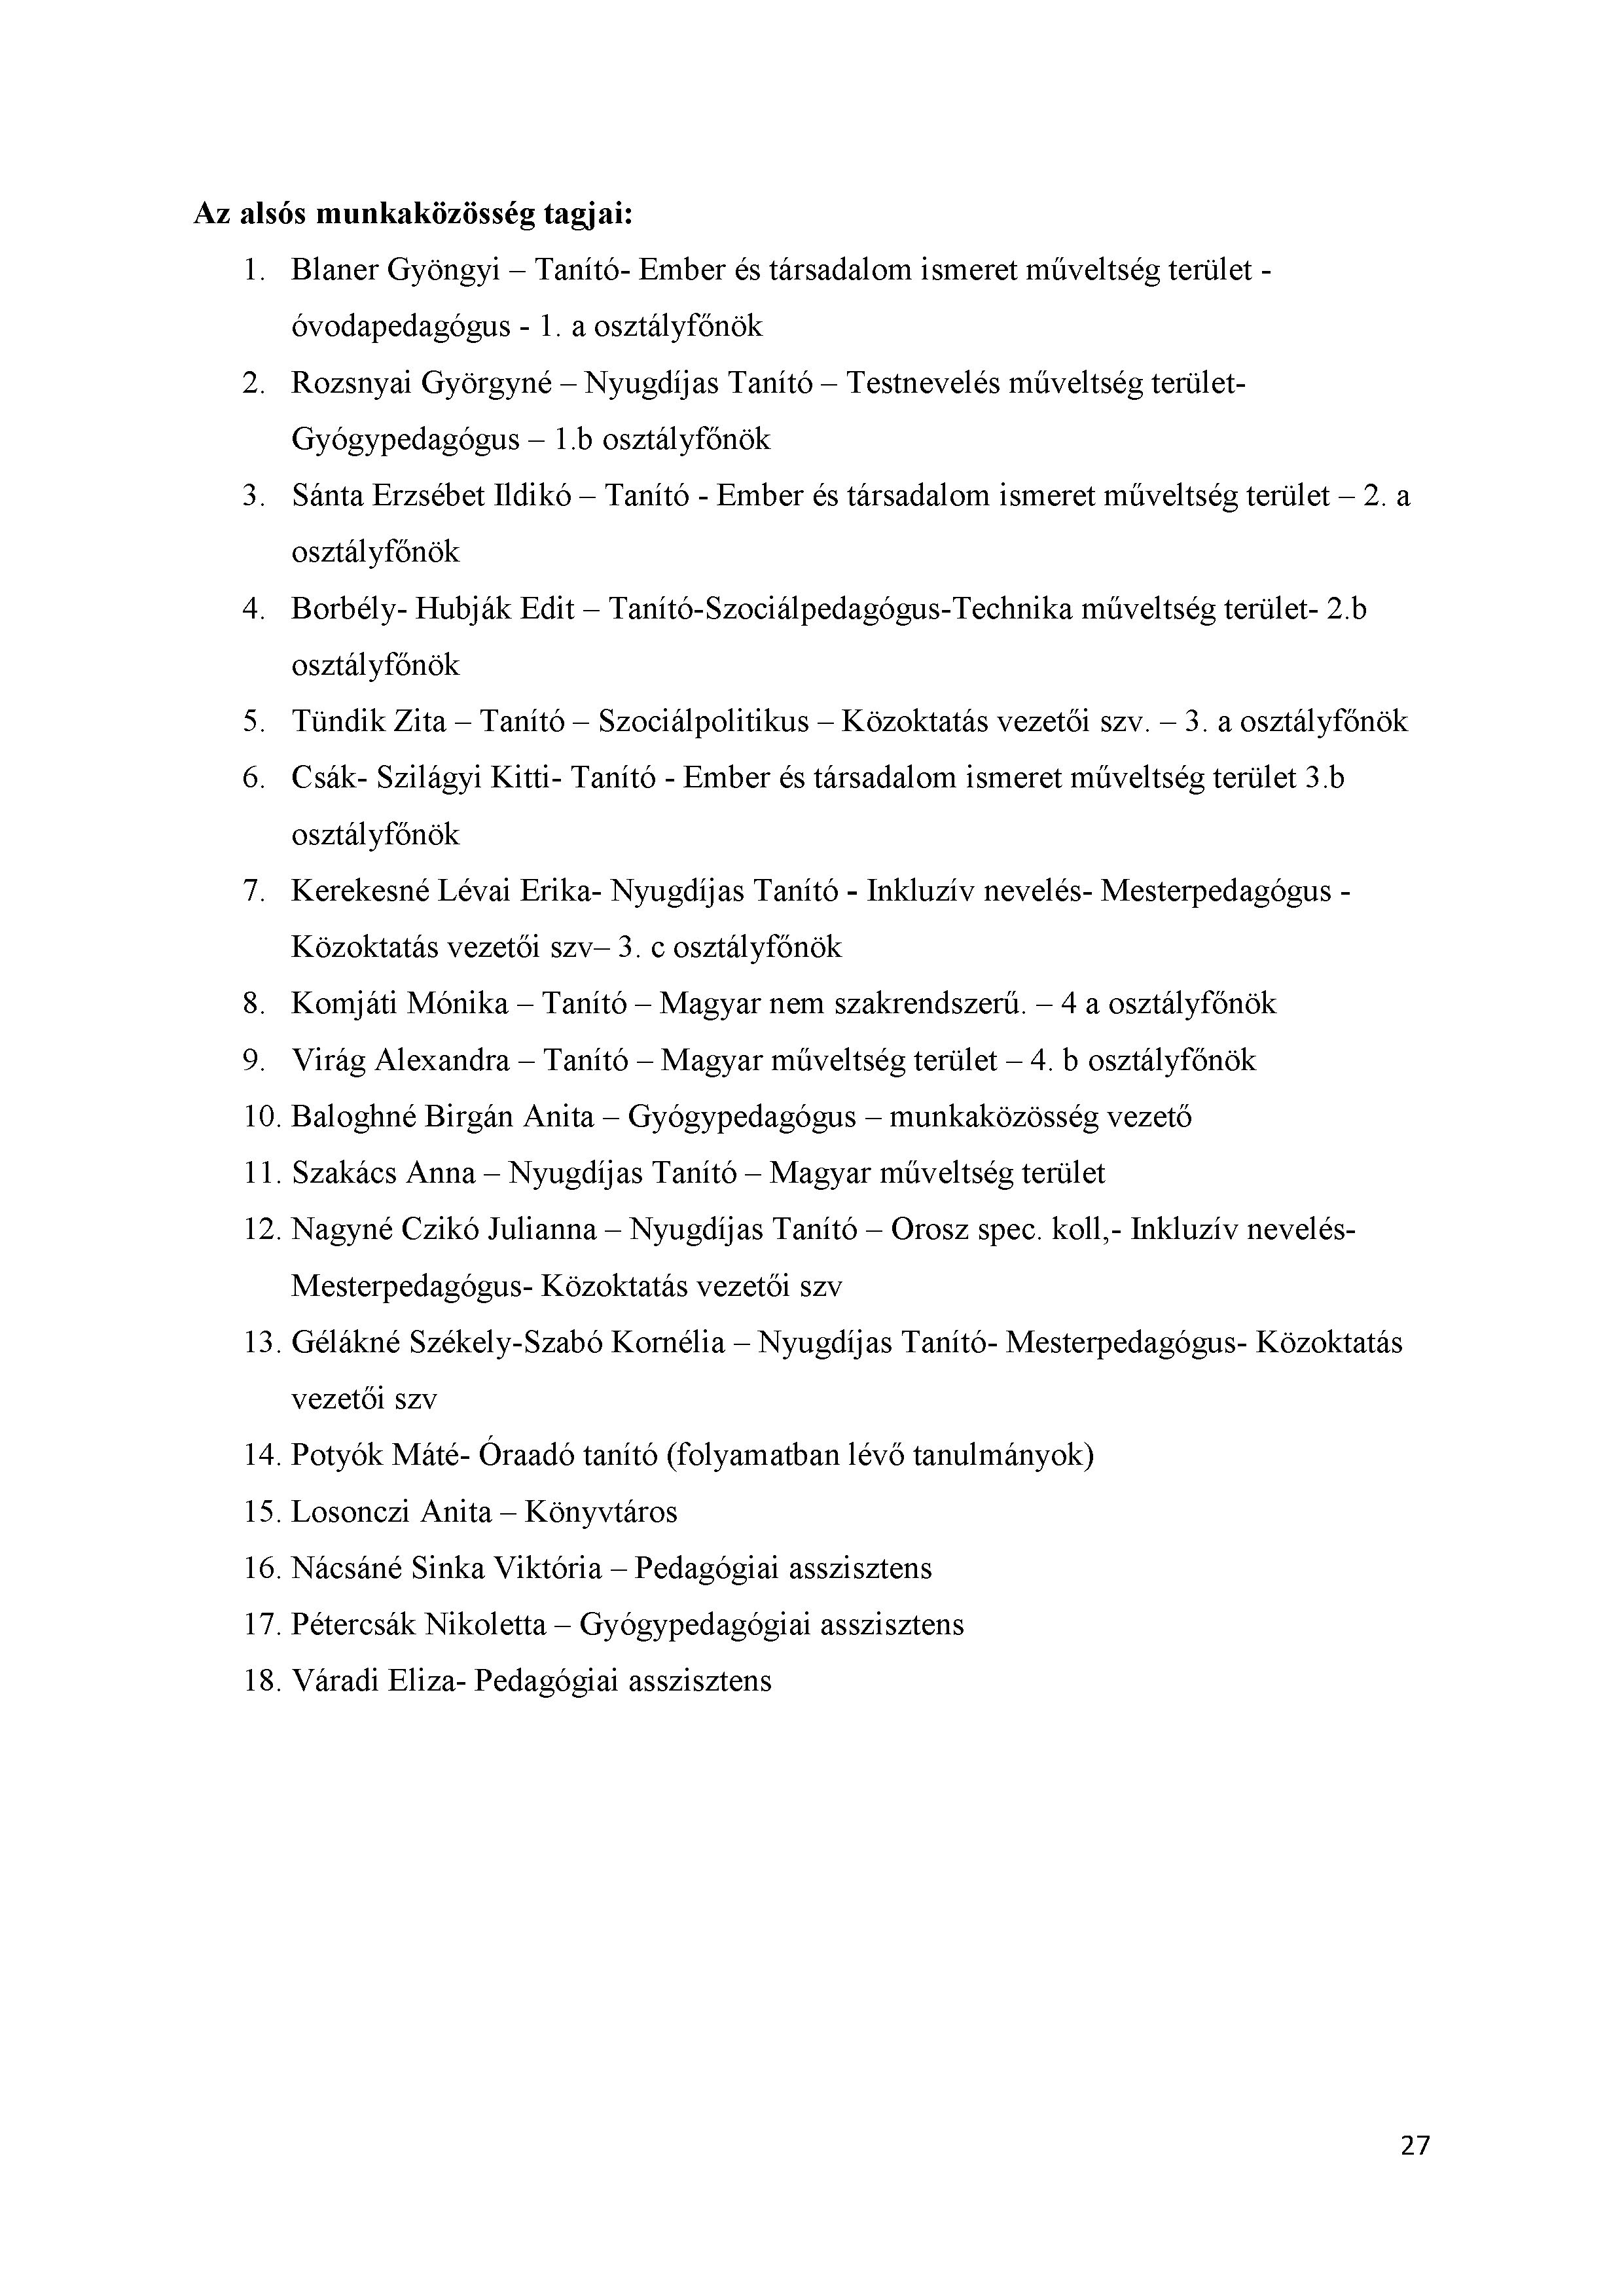 Az alsós munkaközösség tagjai:
1. Blaner Gyöngyi – Tanító- Ember és társadalom ismeret műveltség terület -
óvodapedagógus - 1. a osztályfőnök
2. Rozsnyai Györgyné – Nyugdíjas Tanító – Testnevelés műveltség terület-
Gyógypedagógus – 1.b osztályfőnök
3. Sánta Erzsébet Ildikó – Tanító - Ember és társadalom ismeret műveltség terület – 2. a
osztályfőnök
4. Borbély- Hubják Edit – Tanító-Szociálpedagógus-Technika műveltség terület- 2.b
osztályfőnök
5. Tündik Zita – Tanító – Szociálpolitikus – Közoktatás vezetői szv. – 3. a osztályfőnök
6. Csák- Szilágyi Kitti- Tanító - Ember és társadalom ismeret műveltség terület 3.b
osztályfőnök
7. Kerekesné Lévai Erika- Nyugdíjas Tanító - Inkluzív nevelés- Mesterpedagógus -
Közoktatás vezetői szv– 3. c osztályfőnök
8. Komjáti Mónika – Tanító – Magyar nem szakrendszerű. – 4 a osztályfőnök
9. Virág Alexandra – Tanító – Magyar műveltség terület – 4. b osztályfőnök
10. Baloghné Birgán Anita – Gyógypedagógus – munkaközösség vezető
11. Szakács Anna – Nyugdíjas Tanító – Magyar műveltség terület
12. Nagyné Czikó Julianna – Nyugdíjas Tanító – Orosz spec. koll,- Inkluzív nevelés-
Mesterpedagógus- Közoktatás vezetői szv
13. Gélákné Székely-Szabó Kornélia – Nyugdíjas Tanító- Mesterpedagógus- Közoktatás
vezetői szv
14. Potyók Máté- Óraadó tanító (folyamatban lévő tanulmányok)
15. Losonczi Anita – Könyvtáros
16. Nácsáné Sinka Viktória – Pedagógiai asszisztens
17. Pétercsák Nikoletta – Gyógypedagógiai asszisztens
18. Váradi Eliza- Pedagógiai asszisztens
27